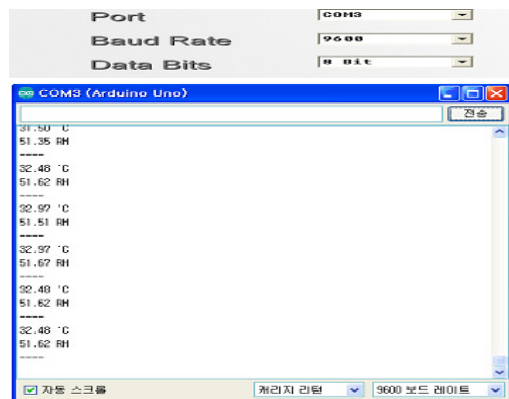 Port COM3
Baud Rate 9600
Data Bits 8 Bit
COM3 (Arduino Uno)
전송
31.50 'C
51.35 RH
----
32.48 'C
51.62 RH
----
32.97 'C
51.51 RH
----
32.97 'C
51.67 RH
----
32.48 'C
51.62 RH
----
32.48 'C
51.62 RH
----
자동 스크롤 캐리지 리턴 9600 보드 레이트